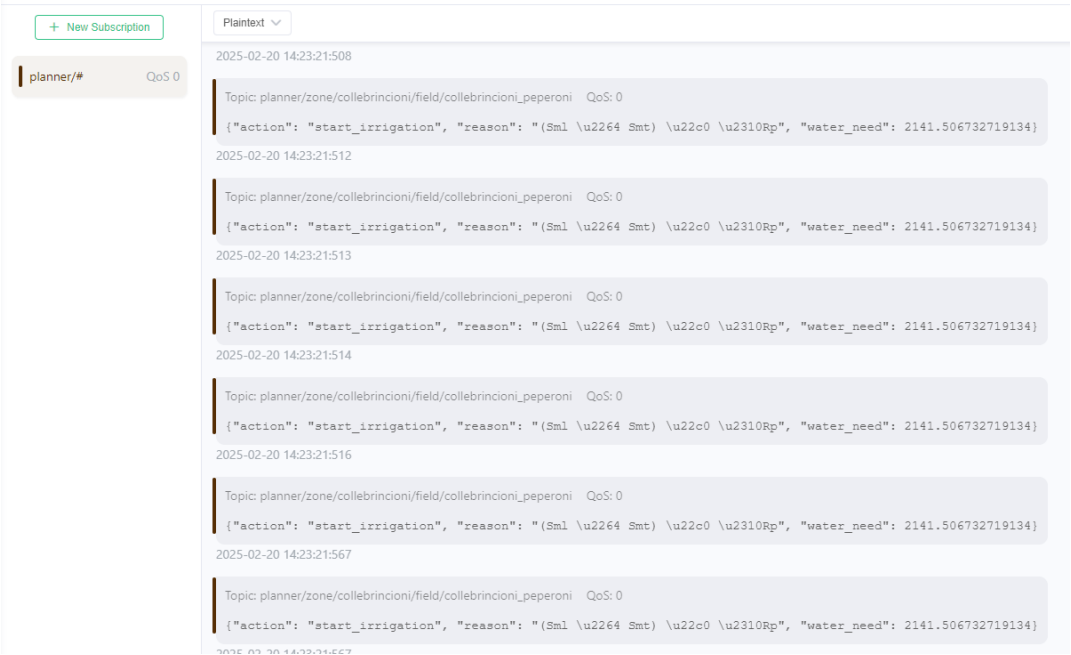 + New Subscription
Plaintext
planner/# QoS 0
2025-02-20 14:23:21:508
Topic: planner/zone/collebrincioni/field/collebrincioni_peperoni QoS: 0
{"action": "start_irrigation", "reason": "(Sml \u2264 Smt) \u22c0 \u2310Rp", "water_need": 2141.506732719134}
2025-02-20 14:23:21:512
Topic: planner/zone/collebrincioni/field/collebrincioni_peperoni QoS: 0
{"action": "start_irrigation", "reason": "(Sml \u2264 Smt) \u22c0 \u2310Rp", "water_need": 2141.506732719134}
2025-02-20 14:23:21:513
Topic: planner/zone/collebrincioni/field/collebrincioni_peperoni QoS: 0
{"action": "start_irrigation", "reason": "(Sml \u2264 Smt) \u22c0 \u2310Rp", "water_need": 2141.506732719134}
2025-02-20 14:23:21:514
Topic: planner/zone/collebrincioni/field/collebrincioni_peperoni QoS: 0
{"action": "start_irrigation", "reason": "(Sml \u2264 Smt) \u22c0 \u2310Rp", "water_need": 2141.506732719134}
2025-02-20 14:23:21:516
Topic: planner/zone/collebrincioni/field/collebrincioni_peperoni QoS: 0
{"action": "start_irrigation", "reason": "(Sml \u2264 Smt) \u22c0 \u2310Rp", "water_need": 2141.506732719134}
2025-02-20 14:23:21:567
Topic: planner/zone/collebrincioni/field/collebrincioni_peperoni QoS: 0
{"action": "start_irrigation", "reason": "(Sml \u2264 Smt) \u22c0 \u2310Rp", "water_need": 2141.506732719134}
2025-02-20 14:23:21:567